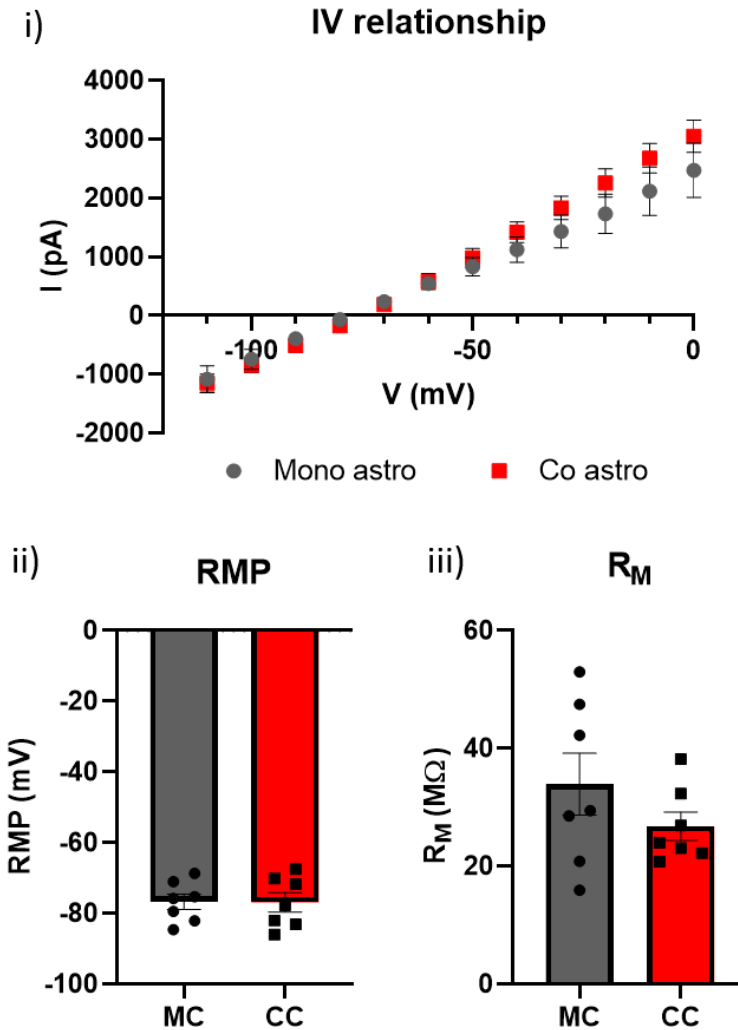 i)
IV relationship
4000
3000
2000
1000
0
-1000
-2000
I (pA)
-100
-50
0
V (mV)
Mono astro
Co astro
ii)
RMP
0
-20
-40
-60
-80
-100
RMP (mV)
MC
CC
iii)
RM
60
40
20
0
RM (MΩ)
MC
CC